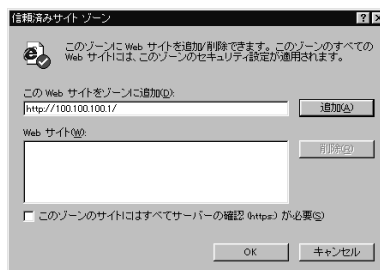 信頼済みサイト ゾーン
このゾーンに Web サイトを追加/削除できます。このゾーンのすべての
Web サイトには、このゾーンのセキュリティ設定が適用されます。
この Web サイトをゾーンに追加(D):
http://100.100.100.1/
追加(A)
Web サイト(W):
削除(R)
このゾーンのサイトにはすべてサーバーの確認 (https:) が必要(S)
OK
キャンセル